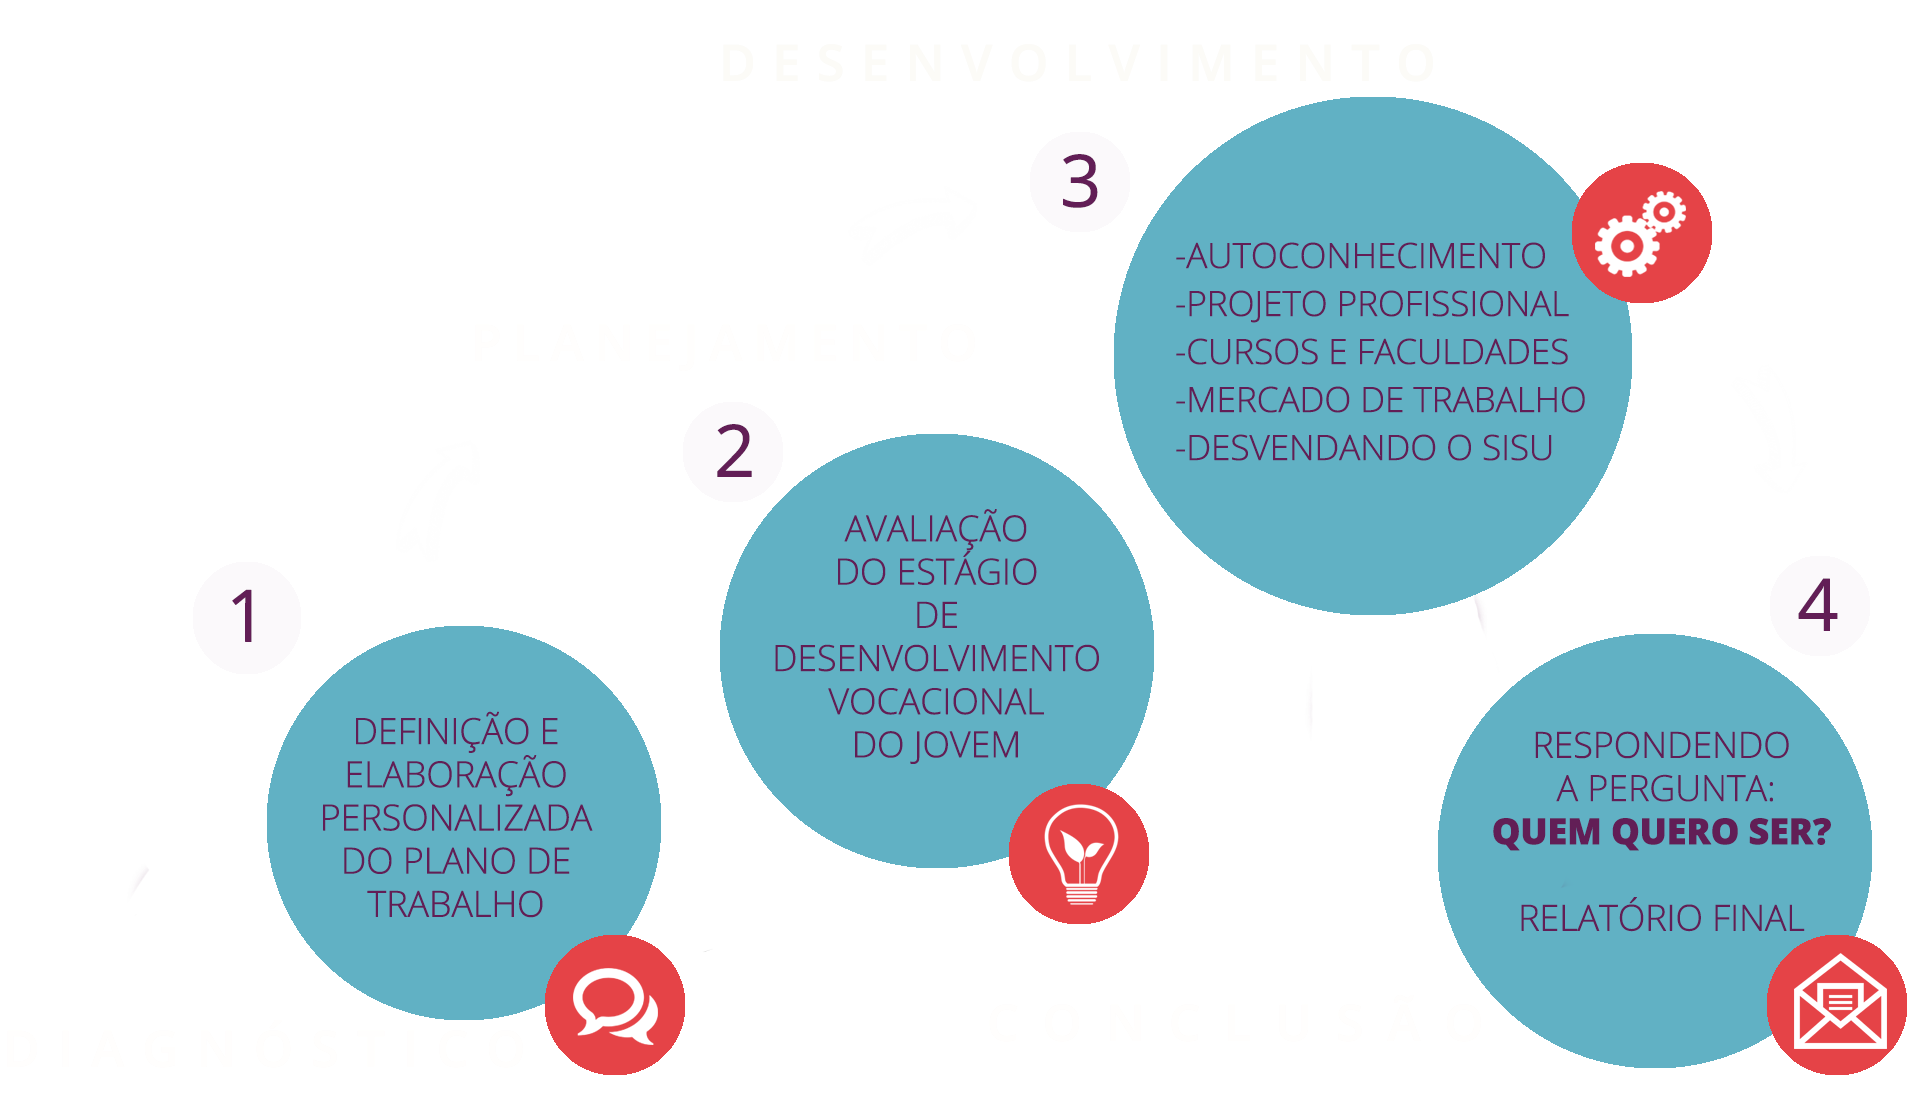 DESENVOLVIMENTO
3
-AUTOCONHECIMENTO
-PROJETO PROFISSIONAL
-CURSOS E FACULDADES
-MERCADO DE TRABALHO
-DESVENDANDO O SISU
PLANEJAMENTO
2
AVALIAÇÃO
DO ESTÁGIO
DE
DESENVOLVIMENTO
VOCACIONAL
DO JOVEM
1
DEFINIÇÃO E
ELABORAÇÃO
PERSONALIZADA
DO PLANO DE
TRABALHO
DIAGNÓSTICO
4
RESPONDENDO
A PERGUNTA:
QUEM QUERO SER?
RELATÓRIO FINAL
CONCLUSÃO